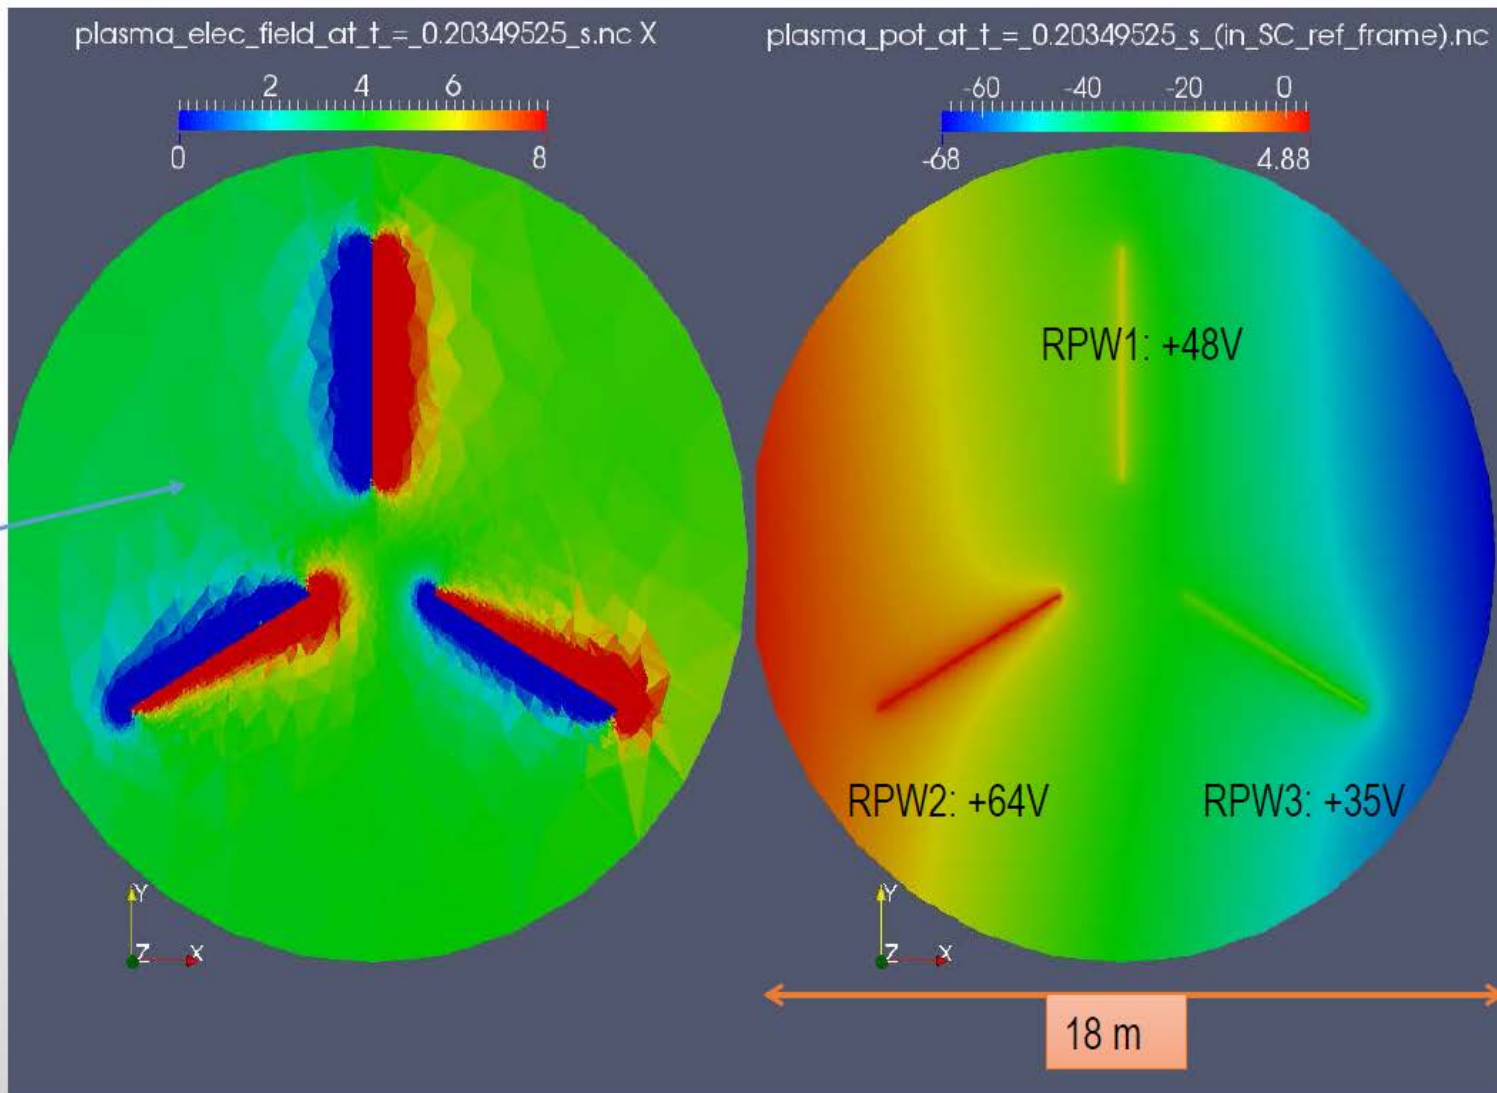 plasma_elec_field_at_t_=_0.20349525_s.nc X
2 4 6
0 8
Y
Z X
plasma_pot_at_t_=_0.20349525_s_(in_SC_ref_frame).nc
-60 -40 -20 0
-68 4.88
RPW1: +48V
RPW2: +64V RPW3: +35V
Y
Z X
18 m